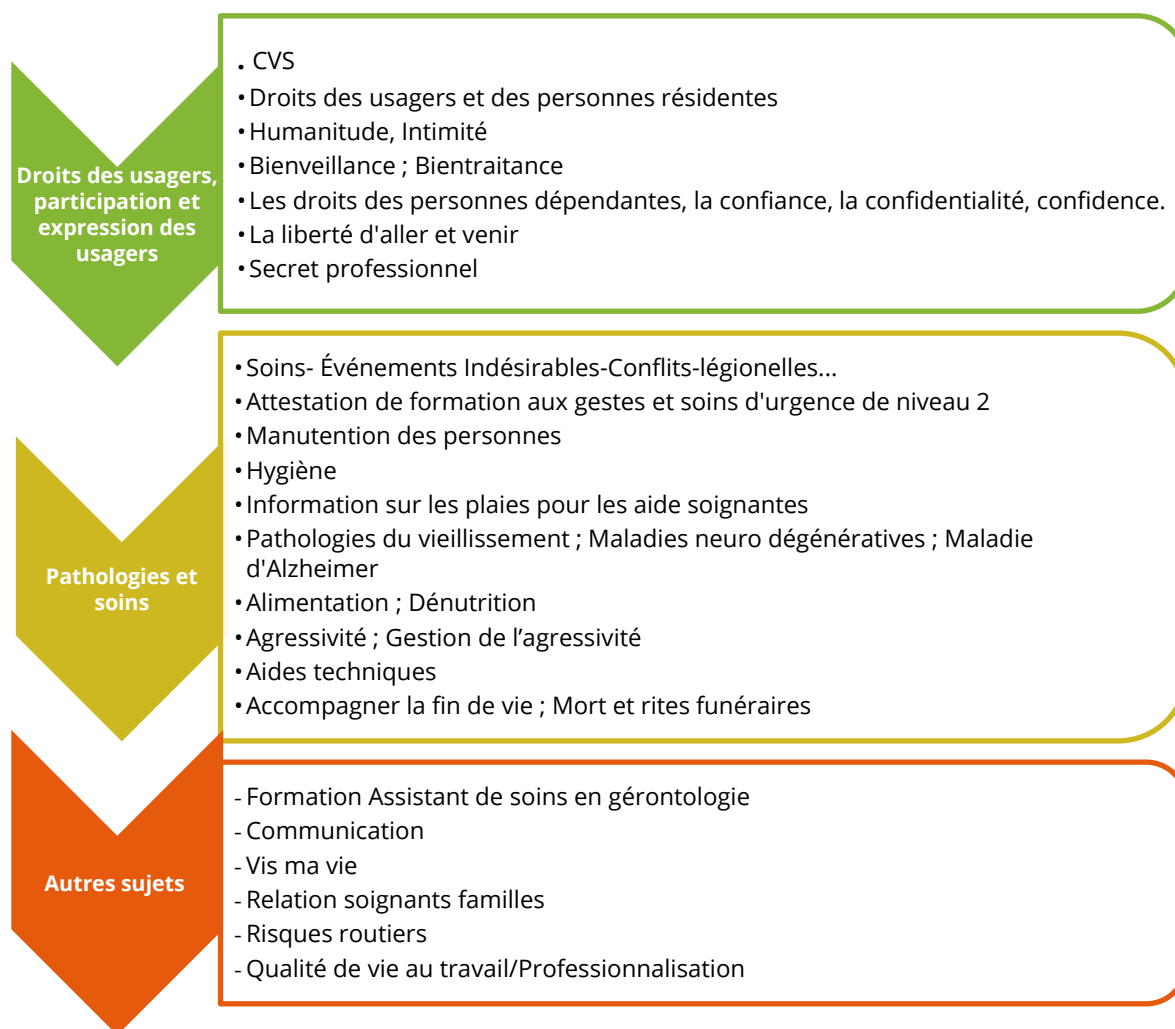 Droits des usagers,
participation et
expression des
usagers
. CVS
•Droits des usagers et des personnes résidentes
•Humanitude, Intimité
•Bienveillance ; Bientraitance
•Les droits des personnes dépendantes, la confiance, la confidentialité, confidence.
•La liberté d'aller et venir
•Secret professionnel
Pathologies et
soins
•Soins- Événements Indésirables-Conflits-légionelles...
•Attestation de formation aux gestes et soins d'urgence de niveau 2
•Manutention des personnes
•Hygiène
•Information sur les plaies pour les aide soignantes
•Pathologies du vieillissement ; Maladies neuro dégénératives ; Maladie
d'Alzheimer
•Alimentation ; Dénutrition
•Agressivité ; Gestion de l’agressivité
•Aides techniques
•Accompagner la fin de vie ; Mort et rites funéraires
Autres sujets
- Formation Assistant de soins en gérontologie
- Communication
- Vis ma vie
- Relation soignants familles
- Risques routiers
- Qualité de vie au travail/Professionnalisation